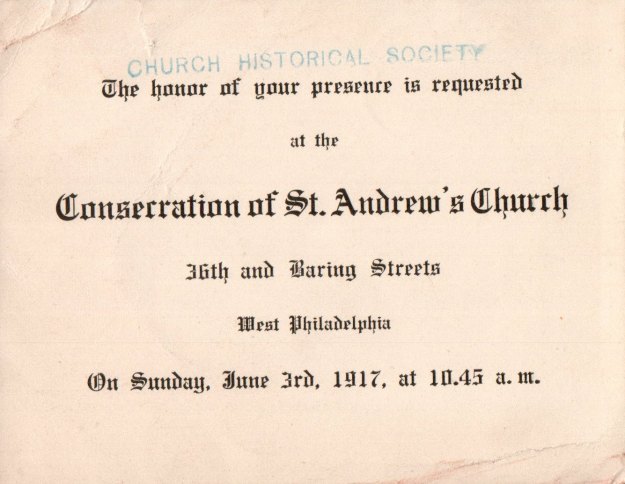 CHURCH HISTORICAL SOCIETY
The honor of your presence is requested
at the
Consecration of St. Andrew's Church
36th and Baring Streets
West Philadelphia
On Sunday, June 3rd, 1917, at 10.45 a. m.